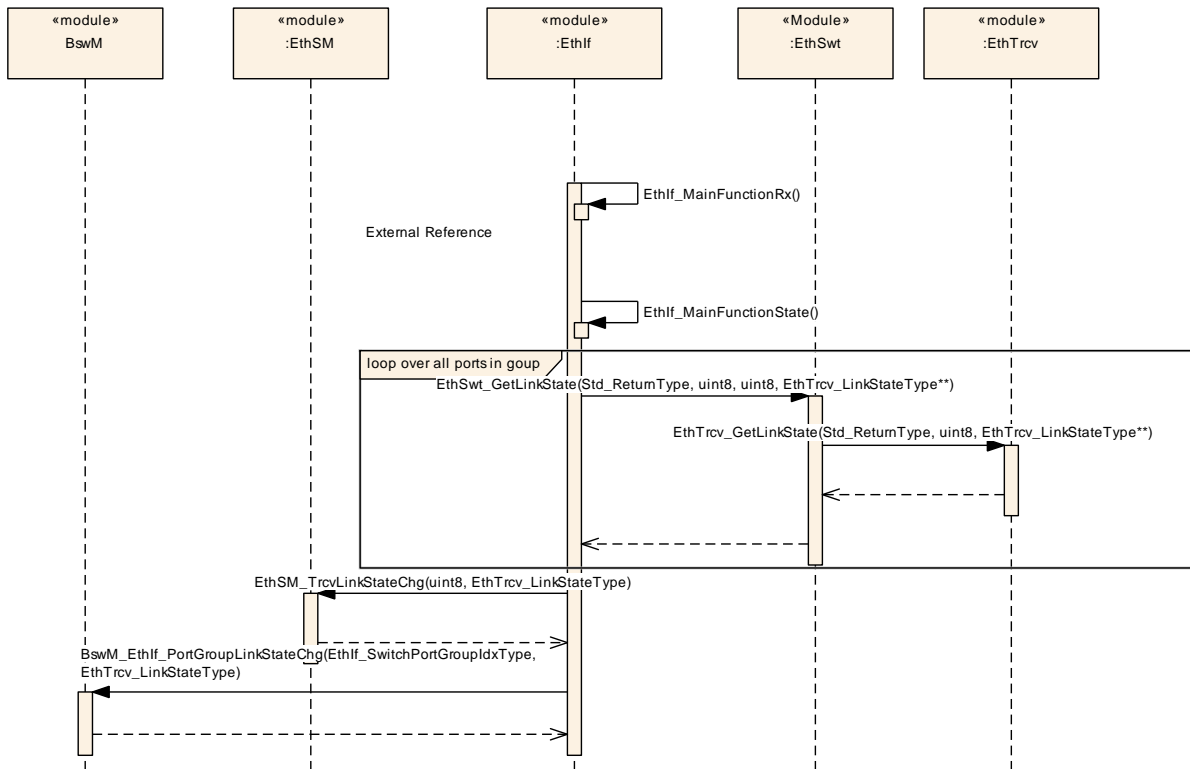 «module»
BswM
«module»
:EthSM
«module»
:EthIf
«Module»
:EthSwt
«module»
:EthTrcv
EthIf_MainFunctionRx()
External Reference
EthIf_MainFunctionState()
loop over all ports in goup
EthSwt_GetLinkState(Std_ReturnType, uint8, uint8, EthTrcv_LinkStateType**)
EthTrcv_GetLinkState(Std_ReturnType, uint8, EthTrcv_LinkStateType**)
EthSM_TrcvLinkStateChg(uint8, EthTrcv_LinkStateType)
BswM_EthIf_PortGroupLinkStateChg(EthIf_SwitchPortGroupIdxType,
EthTrcv_LinkStateType)